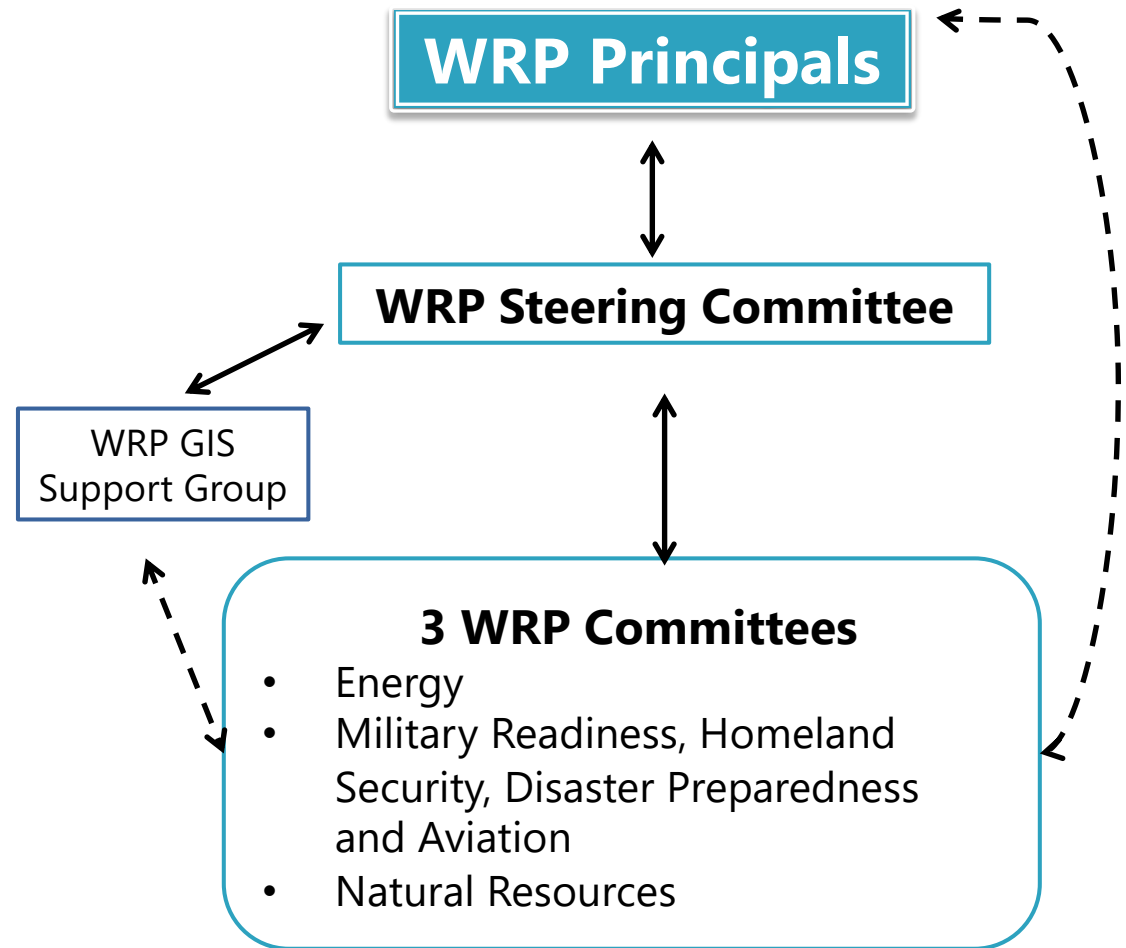 WRP Principals
WRP Steering Committee
WRP GIS
Support Group
3 WRP Committees
• Energy
• Military Readiness, Homeland
Security, Disaster Preparedness
and Aviation
• Natural Resources